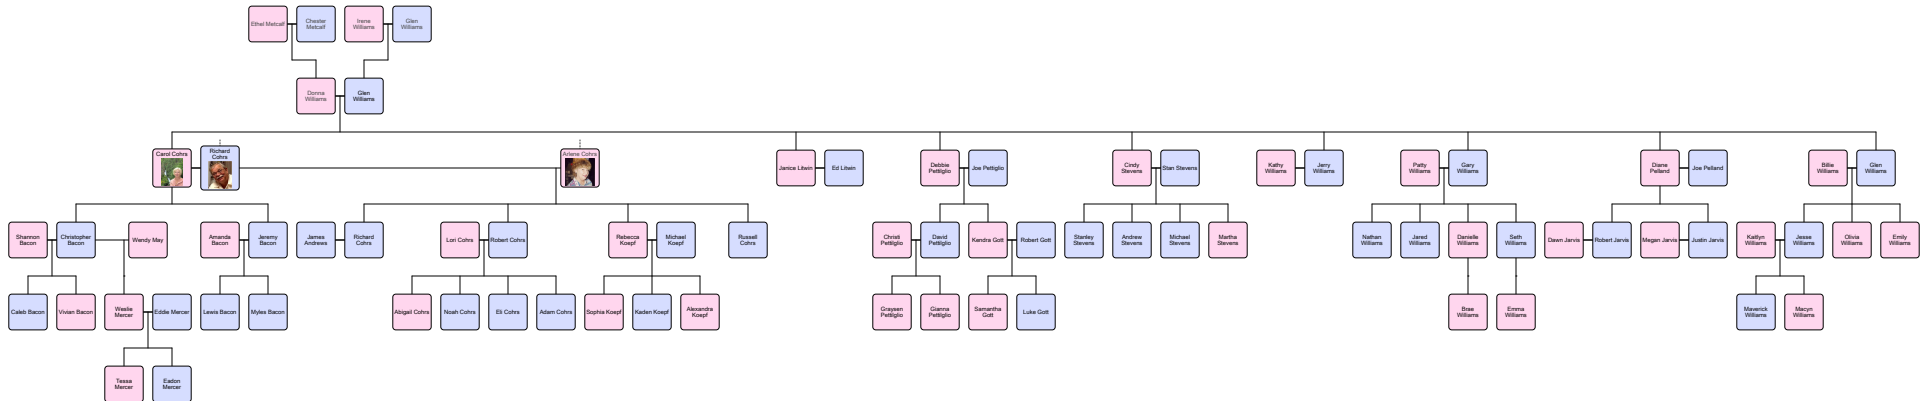 Ethel Metcalf
Chester
Metcalf
Irene
Williams
Glen
Williams
Donna
Williams
Glen
Williams
Carol Cohrs
Richard
Cohrs
Arlene Cohrs
Janice Litwin
Ed Litwin
Debbie
Pettiglio
Joe Pettiglio
Cindy
Stevens
Stan Stevens
Kathy
Williams
Jerry
Williams
Patty
Williams
Gary
Williams
Diane
Pelland
Joe Pelland
Billie
Williams
Glen
Williams
Shannon
Bacon
Christopher
Bacon
Wendy May
Amanda
Bacon
Jeremy
Bacon
James
Andrews
Richard
Cohrs
Lori Cohrs
Robert Cohrs
Rebecca
Koepf
Michael
Koepf
Russell
Cohrs
Christi
Pettiglio
David
Pettiglio
Kendra Gott
Robert Gott
Stanley
Stevens
Andrew
Stevens
Michael
Stevens
Martha
Stevens
Nathan
Williams
Jared
Williams
Danielle
Williams
Seth
Williams
Dawn Jarvis
Robert Jarvis
Megan Jarvis
Justin Jarvis
Kaitlyn
Williams
Jesse
Williams
Olivia
Williams
Emily
Williams
Caleb Bacon
Vivian Bacon
Weslie
Mercer
Eddie Mercer
Lewis Bacon
Myles Bacon
Abigail Cohrs
Noah Cohrs
Eli Cohrs
Adam Cohrs
Sophia Koepf
Kaden Koepf
Alexandra
Koepf
Graysen
Pettiglio
Gianna
Pettiglio
Samantha
Gott
Luke Gott
Brae
Williams
Emma
Williams
Maverick
Williams
Macyn
Williams
Tessa
Mercer
Eadon
Mercer